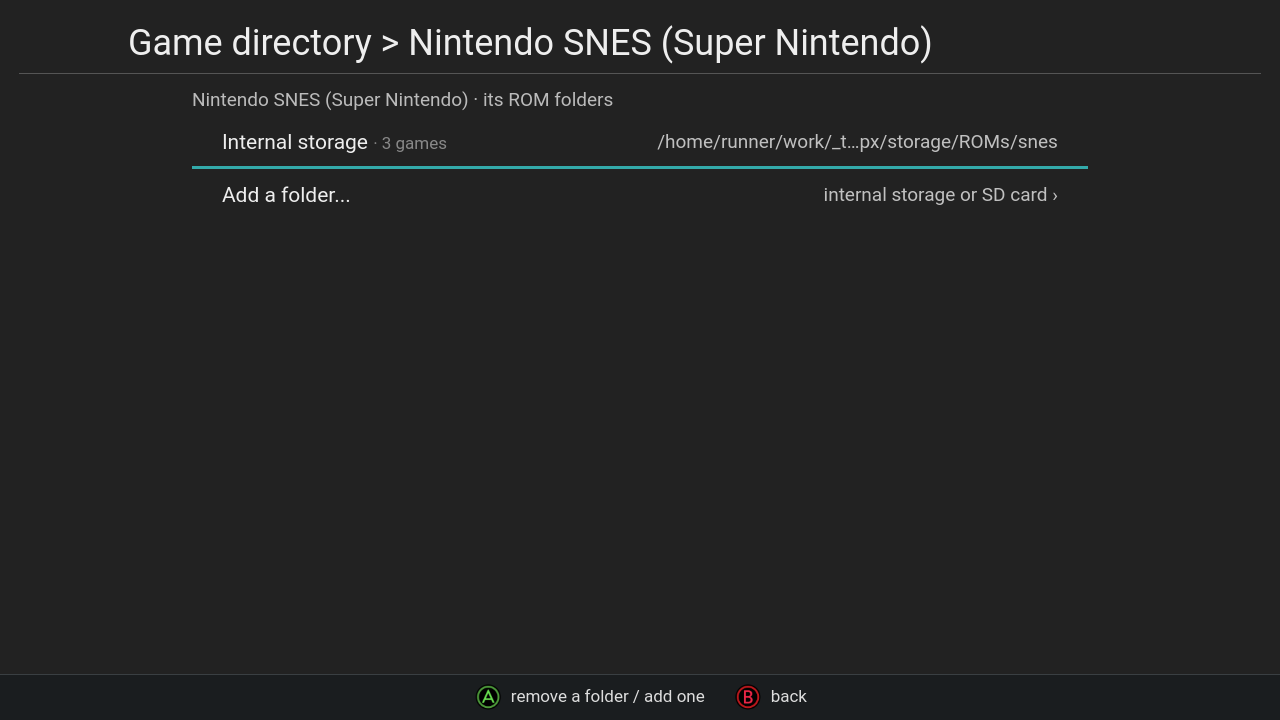 Game directory > Nintendo SNES (Super Nintendo)
Nintendo SNES (Super Nintendo) · its ROM folders
Internal storage · 3 games /home/runner/work/_t…px/storage/ROMs/snes
Add a folder... internal storage or SD card ›
A remove a folder / add one B back